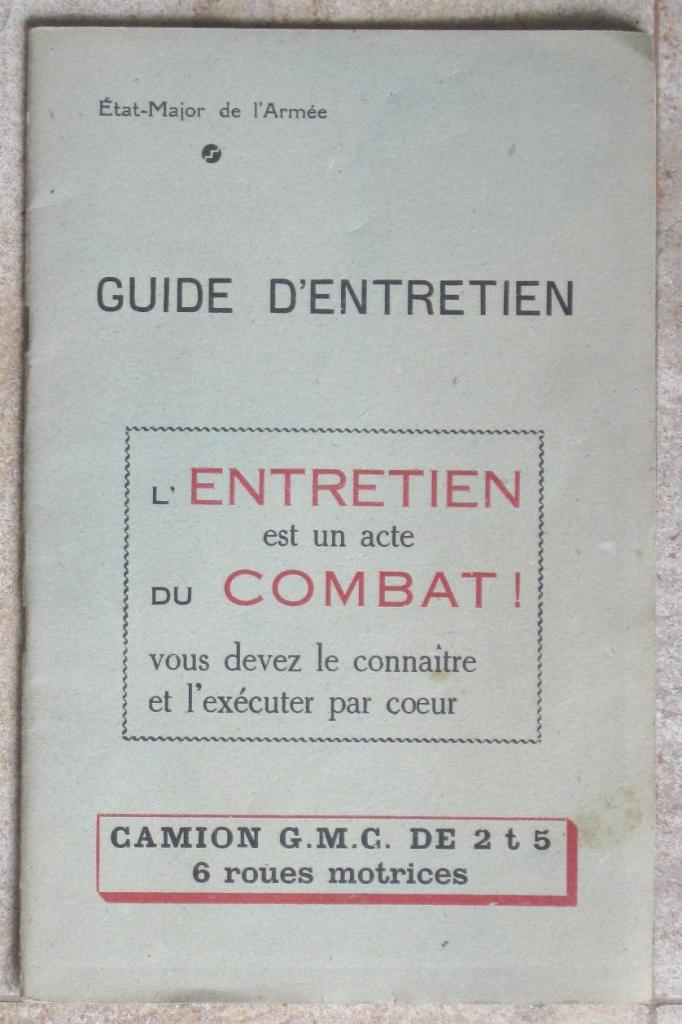 État-Major de l'Armée
GUIDE D'ENTRETIEN
L'ENTRETIEN
est un acte
DU COMBAT !
vous devez le connaître
et l'exécuter par coeur
CAMION G.M.C. DE 2 t 5
6 roues motrices